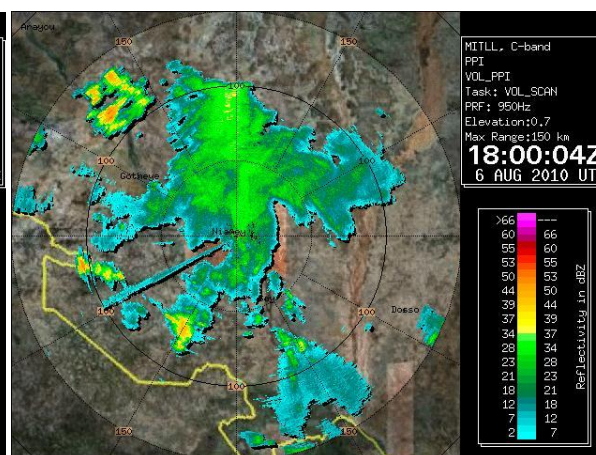 Arayou
150
150
100
100
100
Gotheye
Niamey
100
100
Dosso
100
150
150
MITLL, C-band
PPI
VOL_PPI
Task: VOL_SCAN
PRF: 950Hz
Elevation:0.7
Max Range:150 km
18:00:04Z
6 AUG 2010 UT
>66 ---
60 66
55 60
53 55
50 53
44 50
39 44
37 39
34 37
28 34
23 28
21 23
18 21
12 18
7 12
2 7
Reflectivity in dBZ